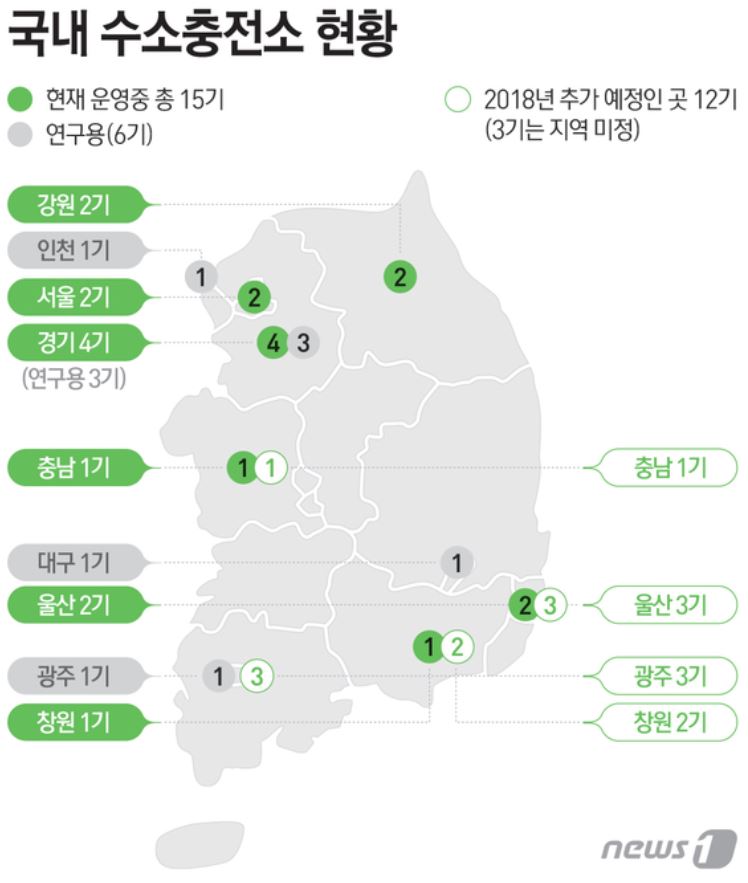 국내 수소충전소 현황
현재 운영중 총 15기
연구용(6기)
2018년 추가 예정인 곳 12기
(3기는 지역 미정)
강원 2기
인천 1기
서울 2기
경기 4기
(연구용 3기)
충남 1기
대구 1기
울산 2기
광주 1기
창원 1기
1
2
2
4 3
1 1
1
2 3
1 2
1 3
충남 1기
울산 3기
광주 3기
창원 2기
news1